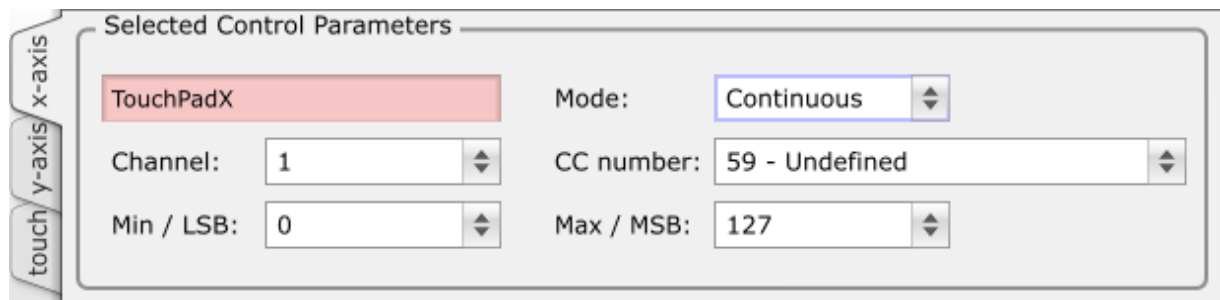 Selected Control Parameters
x-axis
y-axis
touch
TouchPadX
Mode: Continuous
Channel: 1
CC number: 59 - Undefined
Min / LSB: 0
Max / MSB: 127